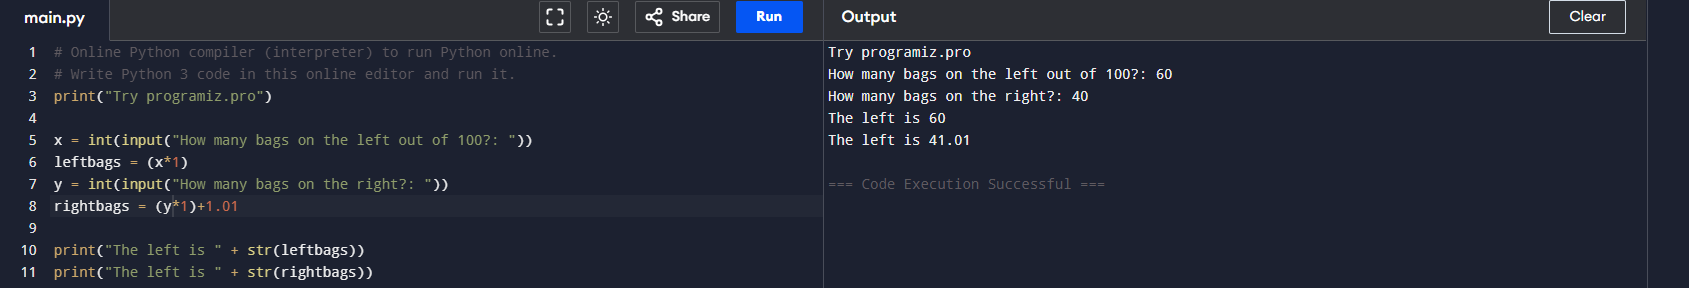 main.py
Share
Run
Output
Clear
1 # Online Python compiler (interpreter) to run Python online.
2 # Write Python 3 code in this online editor and run it.
3 print("Try programiz.pro")
4
5 x = int(input("How many bags on the left out of 100?: "))
6 leftbags = (x*1)
7 y = int(input("How many bags on the right?: "))
8 rightbags = (y*1)+1.01
9
10 print("The left is " + str(leftbags))
11 print("The left is " + str(rightbags))
Try programiz.pro
How many bags on the left out of 100?: 60
How many bags on the right?: 40
The left is 60
The left is 41.01
=== Code Execution Successful ===